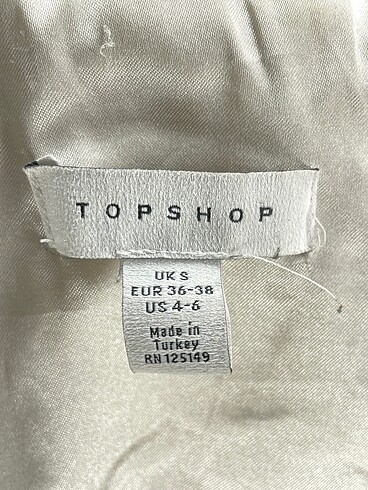 TOPSHOP
UK S
EUR 36-38
US 4-6
Made in
Turkey
RN 125149